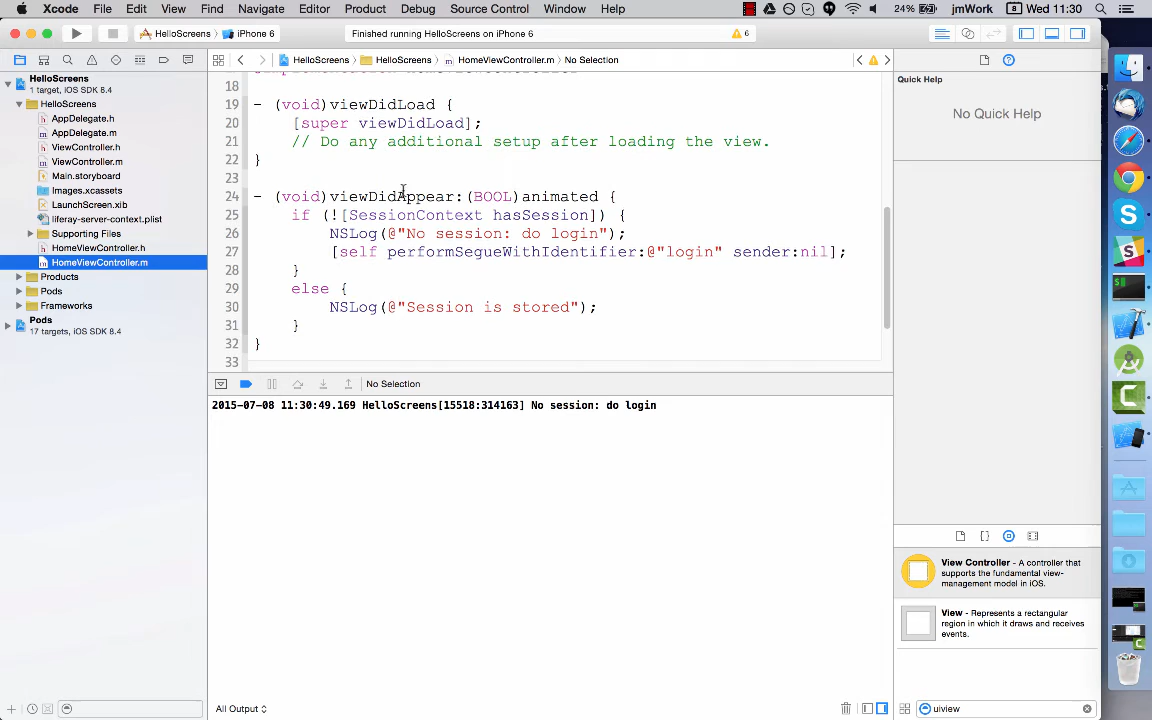 Xcode File Edit View Find Navigate Editor Product Debug Source Control Window Help 24% jmWork 8 Wed 11:30
HelloScreens iPhone 6 Finished running HelloScreens on iPhone 6 6
HelloScreens HelloScreens HomeViewController.m No Selection
HelloScreens
1 target, iOS SDK 8.4
HelloScreens
AppDelegate.h
AppDelegate.m
ViewController.h
ViewController.m
Main.storyboard
Images.xcassets
LaunchScreen.xib
liferay-server-context.plist
Supporting Files
HomeViewController.h
HomeViewController.m
Products
Pods
Frameworks
Pods
17 targets, iOS SDK 8.4
18
19 - (void)viewDidLoad {
20 [super viewDidLoad];
21 // Do any additional setup after loading the view.
22 }
23
24 - (void)viewDidAppear:(BOOL)animated {
25 if (![SessionContext hasSession]) {
26 NSLog(@"No session: do login");
27 [self performSegueWithIdentifier:@"login" sender:nil];
28 }
29 else {
30 NSLog(@"Session is stored");
31 }
32 }
33
No Selection
2015-07-08 11:30:49.169 HelloScreens[15518:314163] No session: do login
All Output
Quick Help
No Quick Help
View Controller - A controller that
supports the fundamental view-
management model in iOS.
View - Represents a rectangular
region in which it draws and receives
events.
uiview